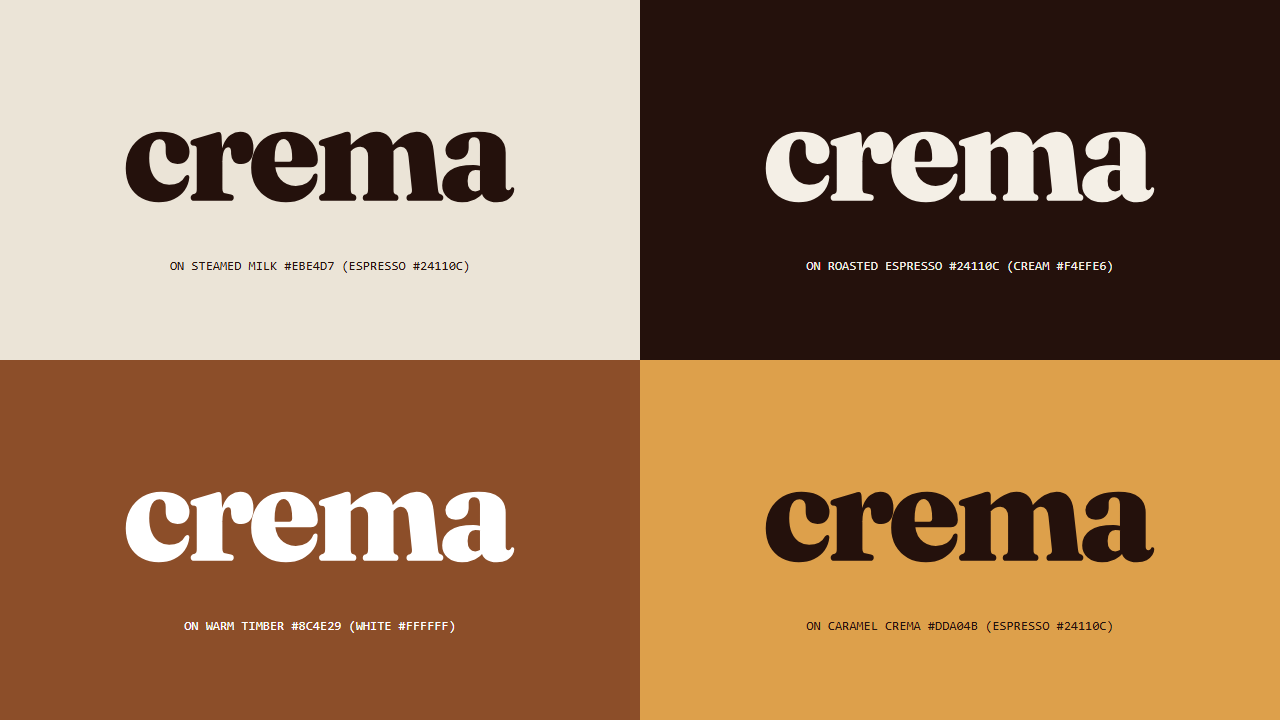 crema
ON STEAMED MILK #EBE4D7 (ESPRESSO #24110C)
crema
ON ROASTED ESPRESSO #24110C (CREAM #F4EFE6)
crema
ON WARM TIMBER #8C4E29 (WHITE #FFFFFF)
crema
ON CARAMEL CREMA #DDA04B (ESPRESSO #24110C)